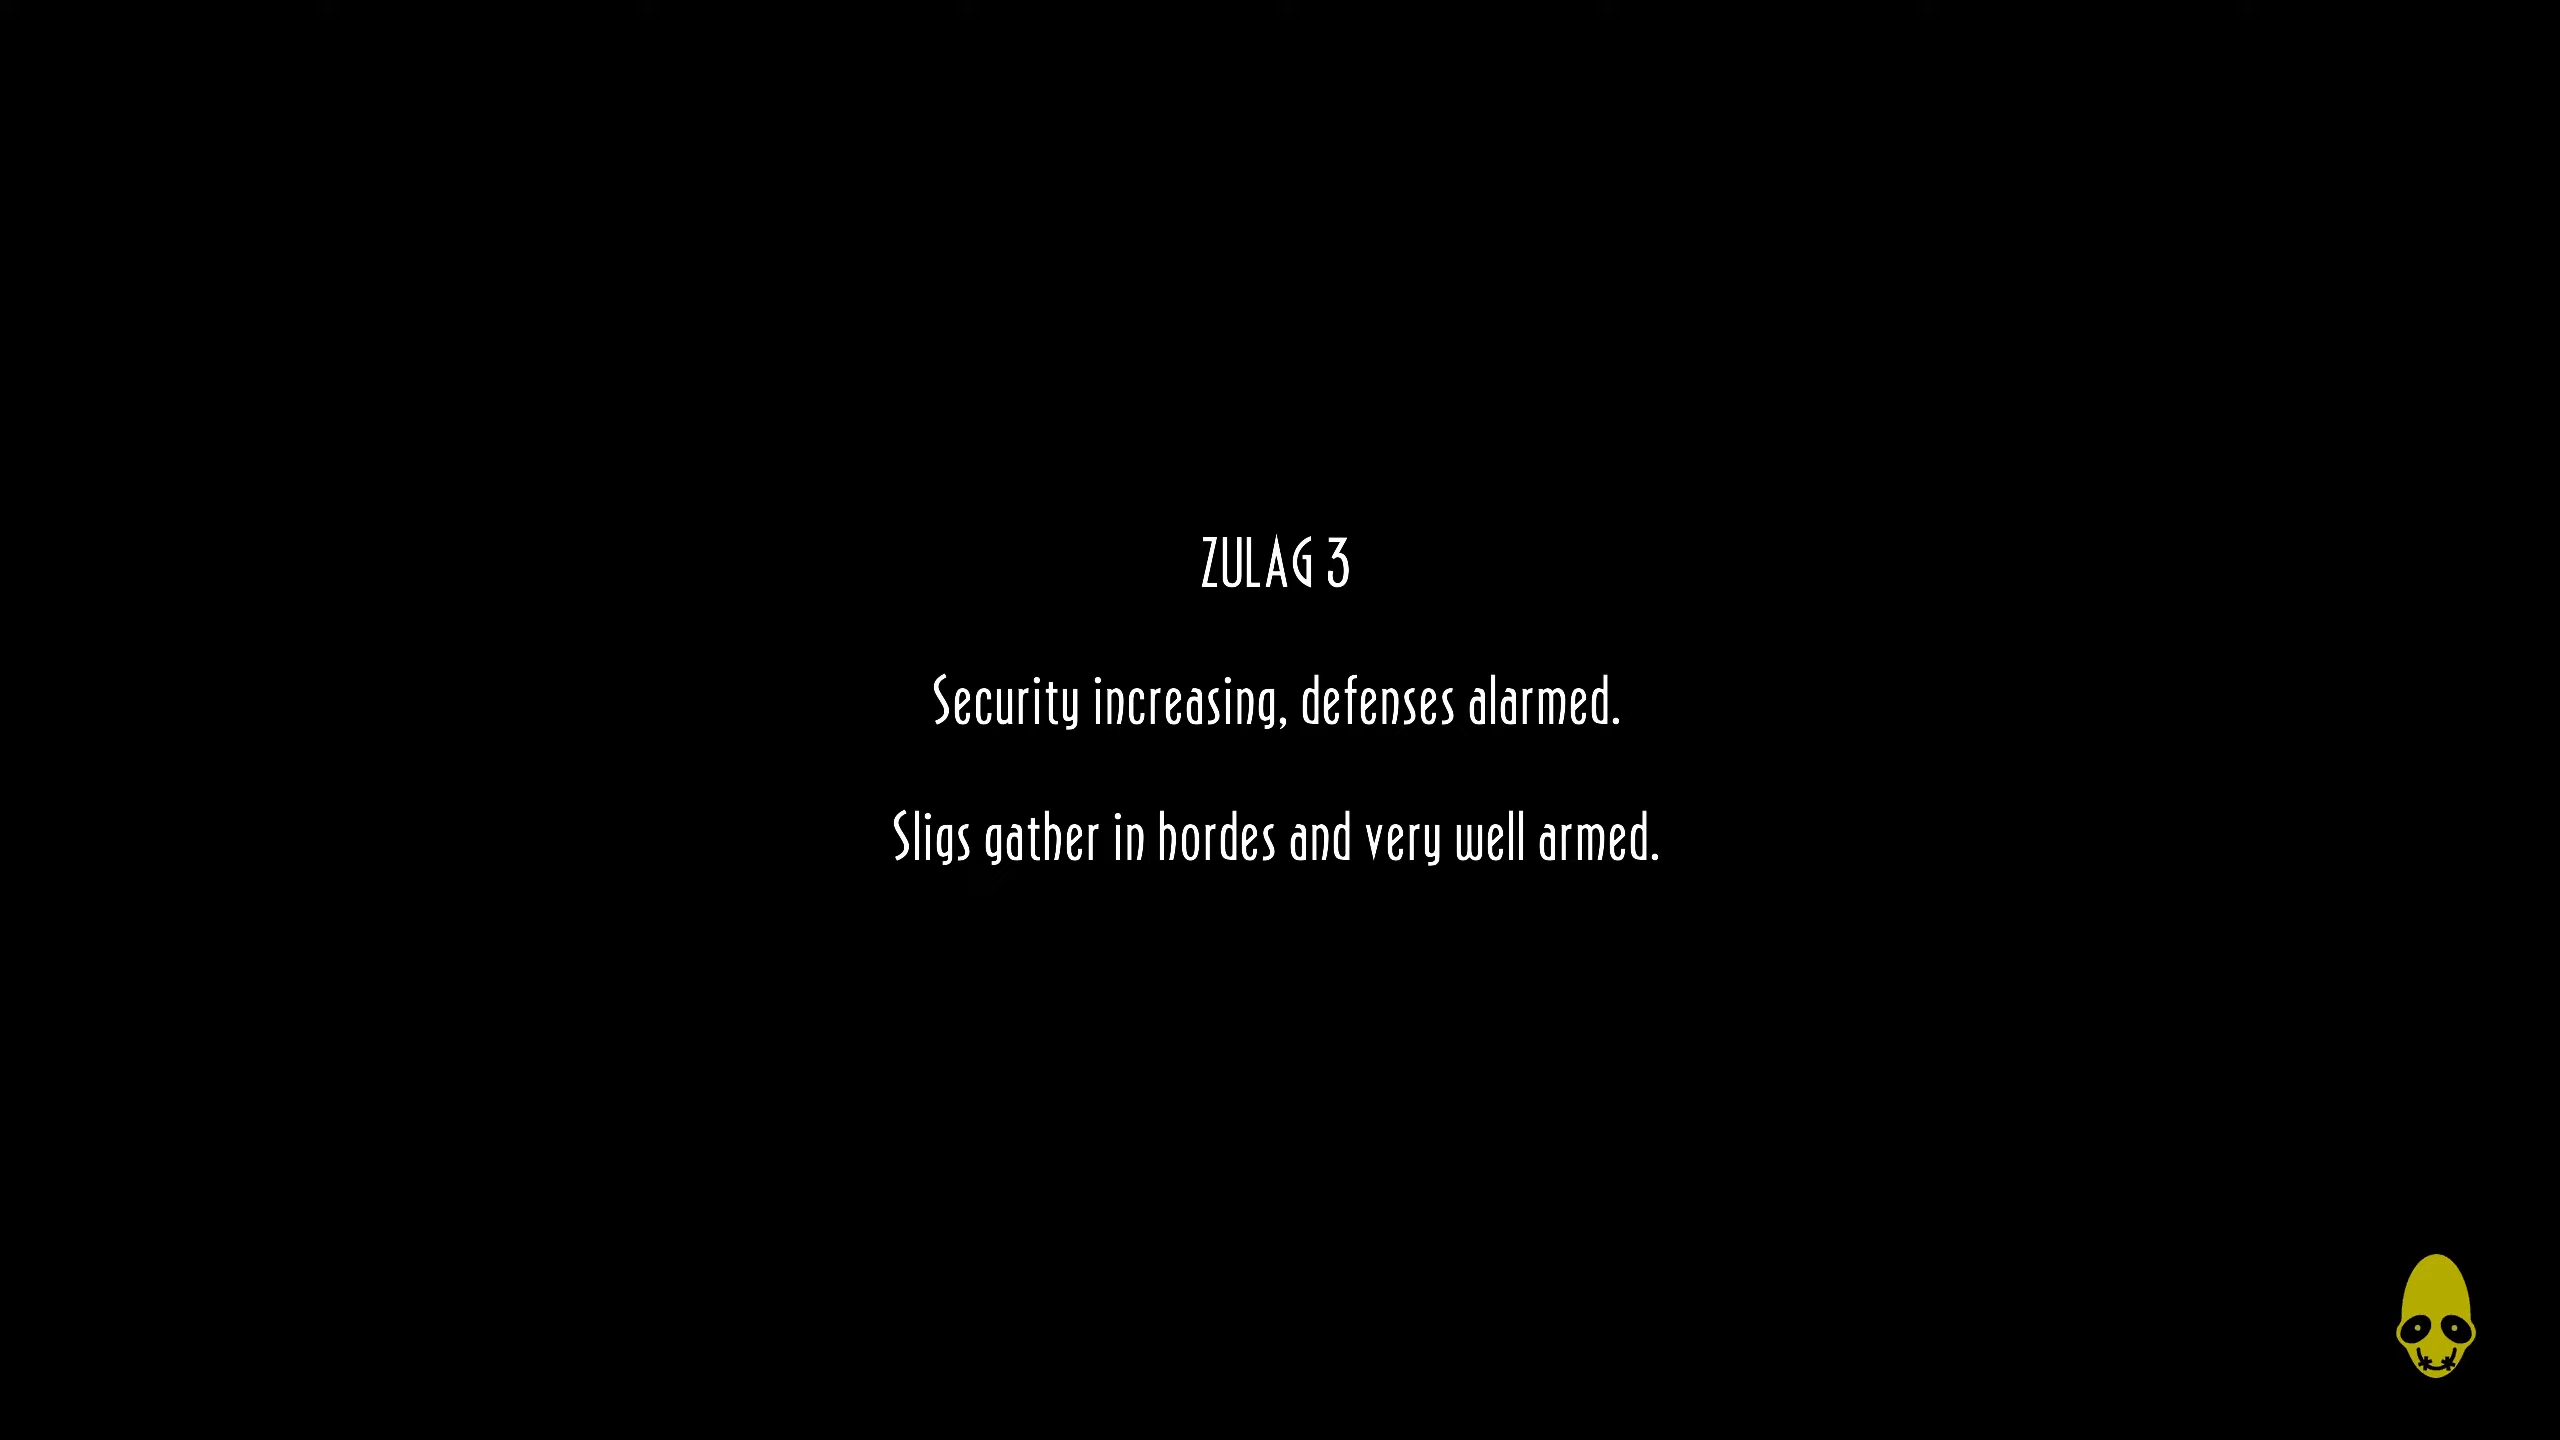 ZULAG 3
Security increasing, defenses alarmed.
Sligs gather in hordes and very well armed.